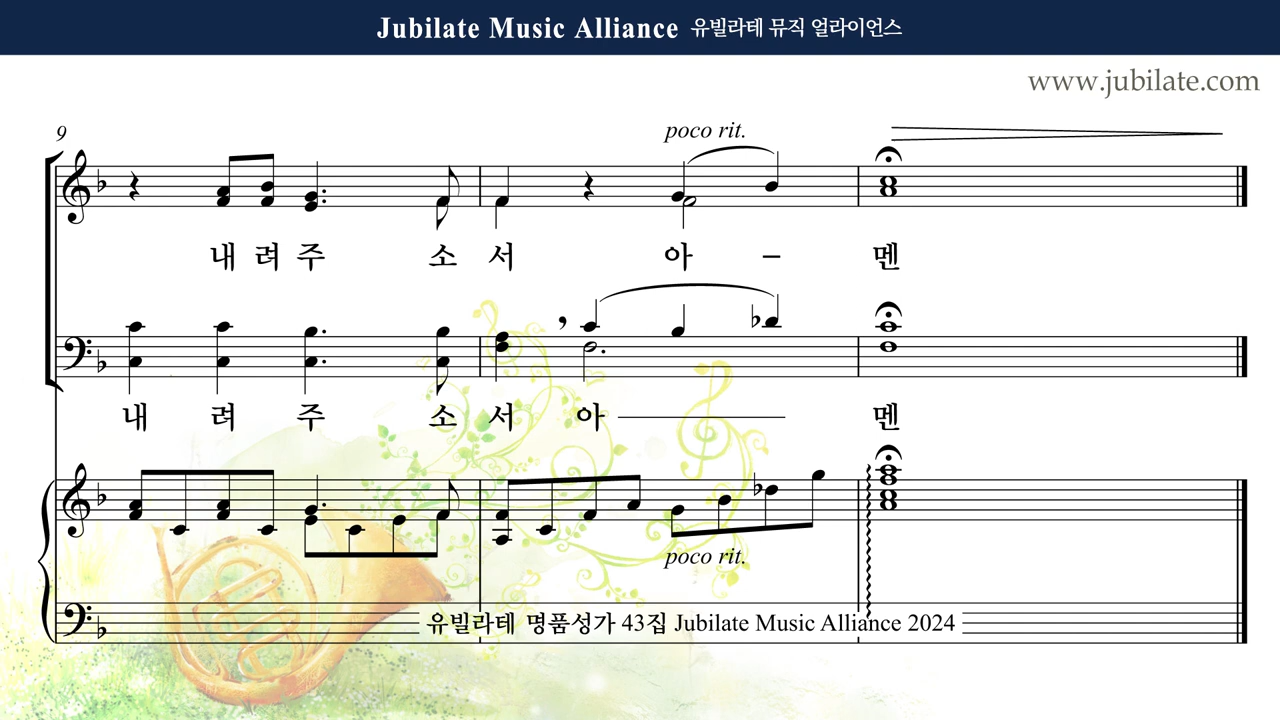 Jubilate Music Alliance 유빌라테 뮤직 얼라이언스
www.jubilate.com
9
poco rit.
내 려 주 소 서 아 – 멘
내 려 주 소 서 아 멘
poco rit.
유빌라테 명품성가 43집 Jubilate Music Alliance 2024